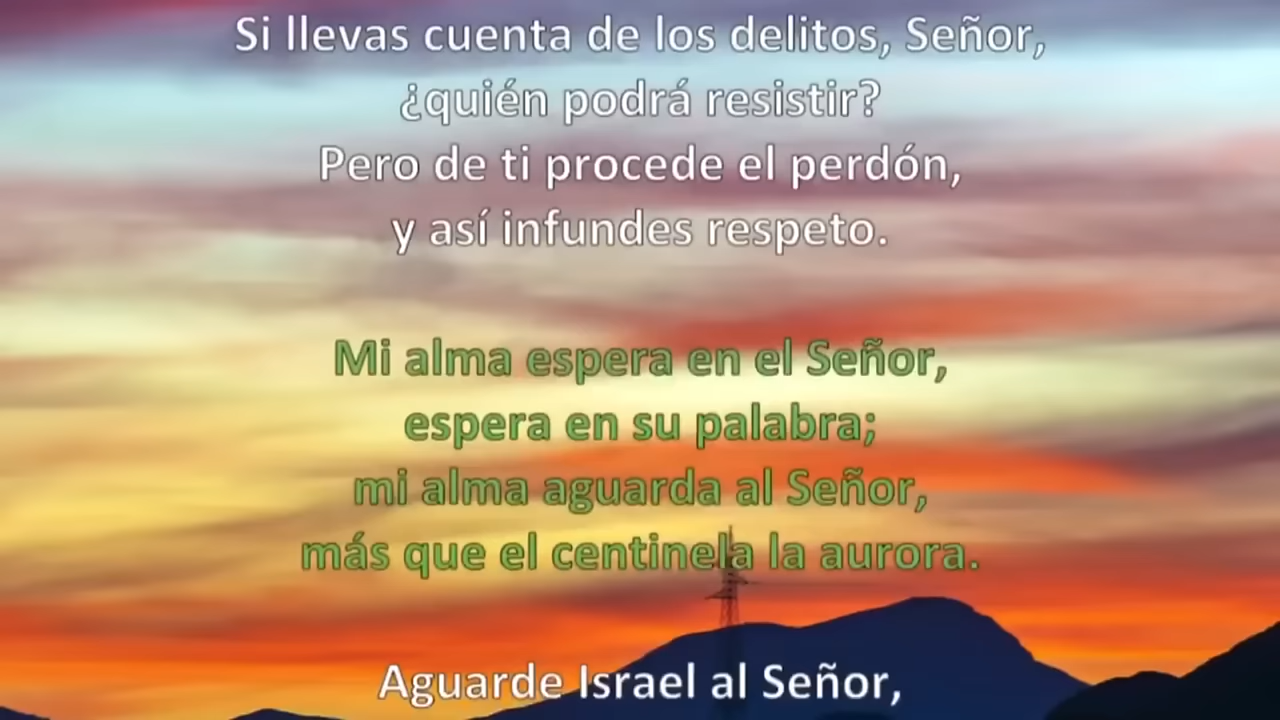 Si llevas cuenta de los delitos, Señor,
¿quién podrá resistir?
Pero de ti procede el perdón,
y así infundes respeto.
Mi alma espera en el Señor,
espera en su palabra;
mi alma aguarda al Señor,
más que el centinela la aurora.
Aguarde Israel al Señor,